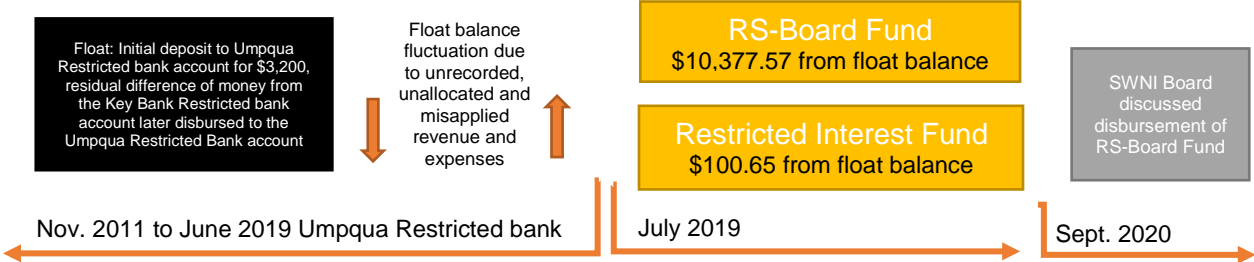 Float: Initial deposit to Umpqua
Restricted bank account for $3,200,
residual difference of money from
the Key Bank Restricted bank
account later disbursed to the
Umpqua Restricted Bank account
Float balance
fluctuation due
to unrecorded,
unallocated and
misapplied
revenue and
expenses
RS-Board Fund
$10,377.57 from float balance
Restricted Interest Fund
$100.65 from float balance
SWNI Board
discussed
disbursement of
RS-Board Fund
Nov. 2011 to June 2019 Umpqua Restricted bank
July 2019
Sept. 2020